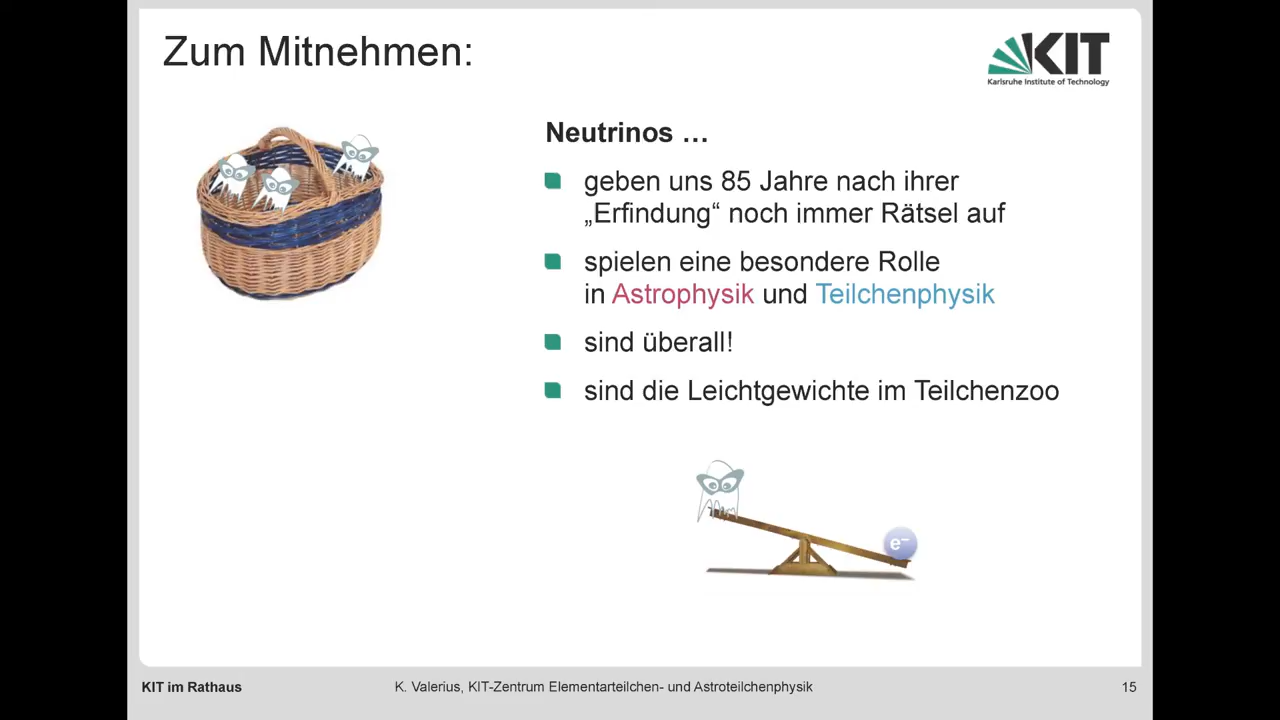 Zum Mitnehmen:
KIT
Karlsruhe Institute of Technology
Neutrinos …
geben uns 85 Jahre nach ihrer
„Erfindung“ noch immer Rätsel auf
spielen eine besondere Rolle
in Astrophysik und Teilchenphysik
sind überall!
sind die Leichtgewichte im Teilchenzoo
e⁻
KIT im Rathaus
K. Valerius, KIT-Zentrum Elementarteilchen- und Astroteilchenphysik
15